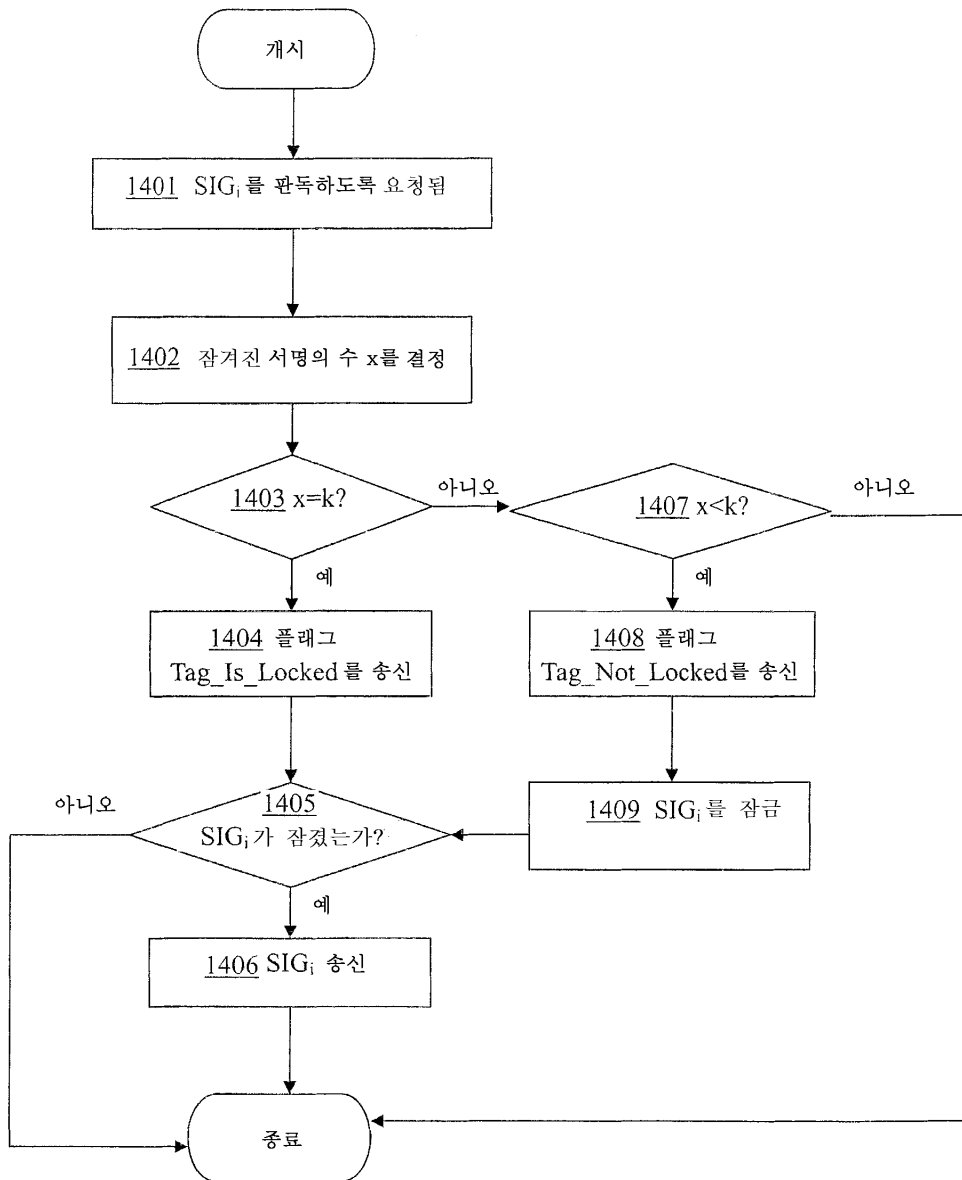 개시
1401 SIGi를 판독하도록 요청됨
1402 잠겨진 서명의 수 x를 결정
1403 x=k?
아니오
1407 x<k?
아니오
예
예
1404 플래그
Tag_Is_Locked를 송신
1408 플래그
Tag_Not_Locked를 송신
아니오
1405
SIGi가 잠겼는가?
1409 SIGi를 잠금
예
1406 SIGi 송신
종료